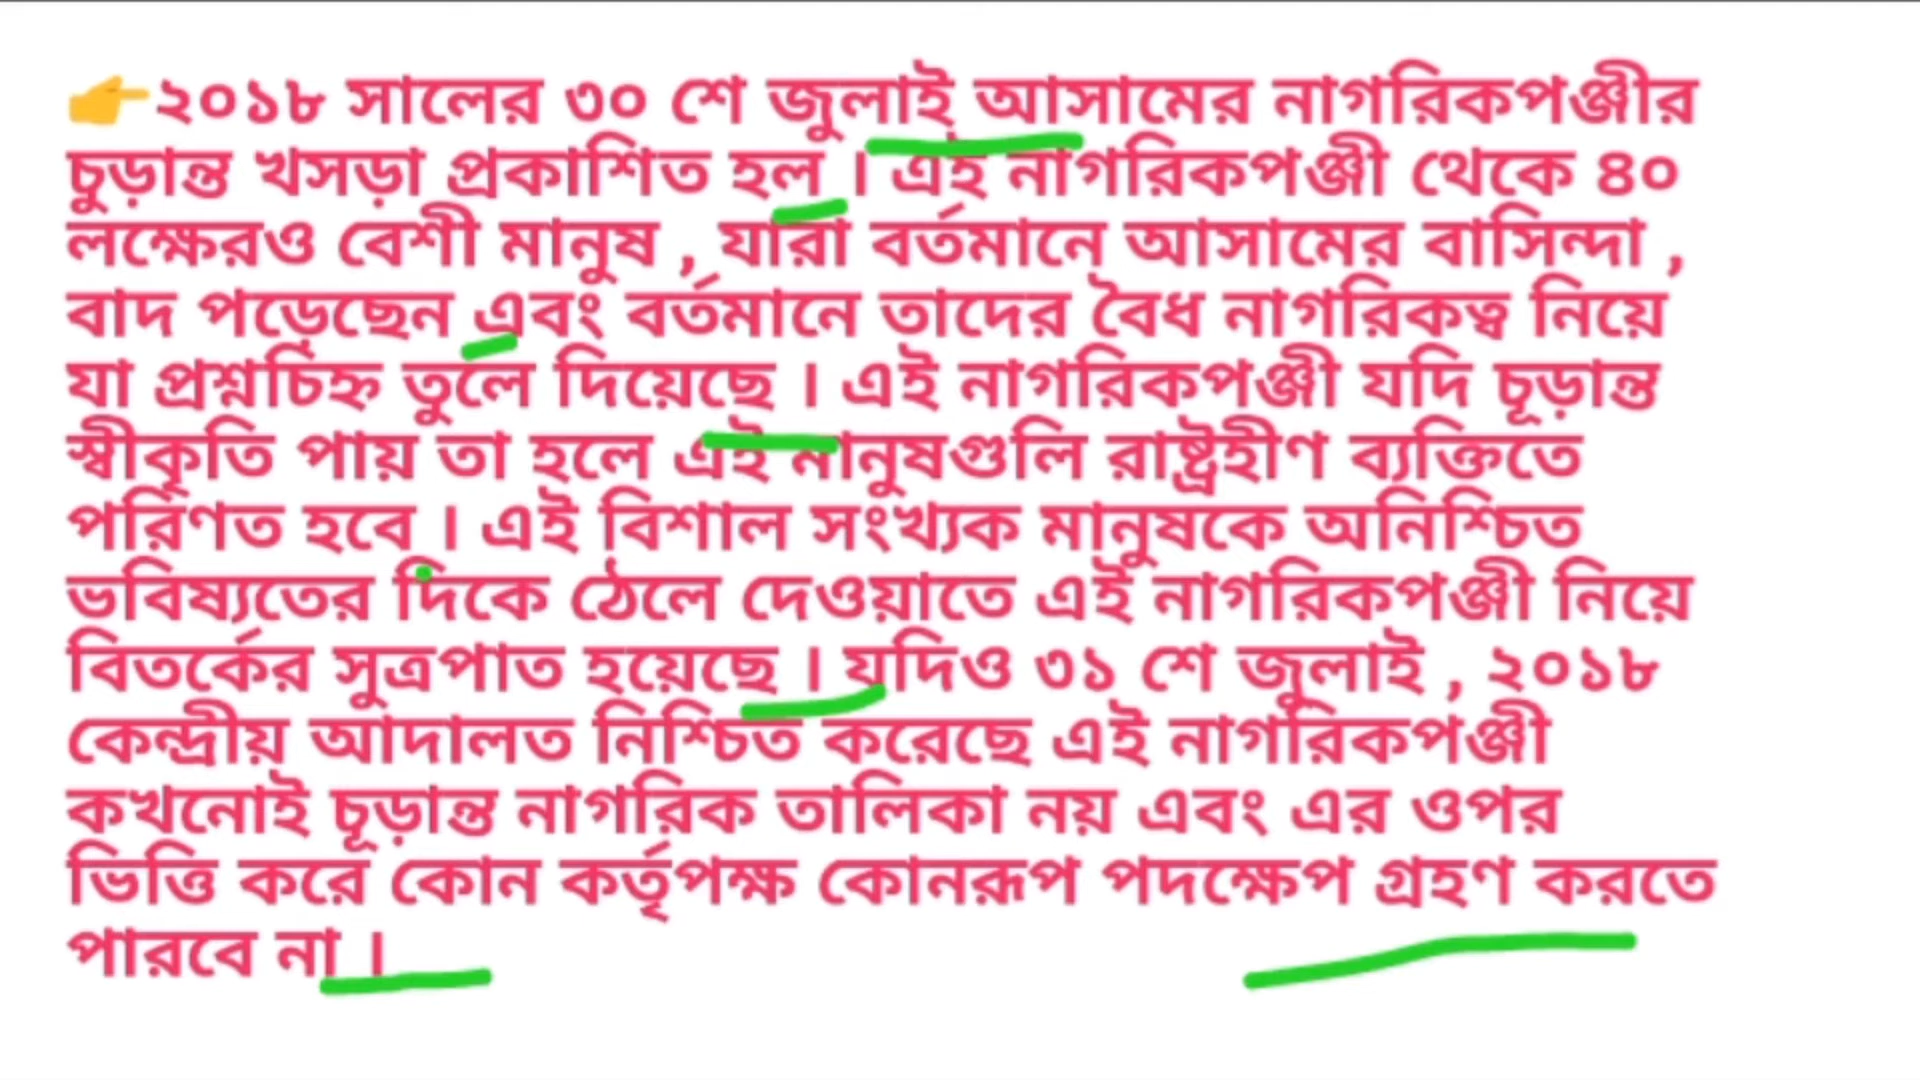 👉২০১৮ সালের ৩০ শে জুলাই আসামের নাগরিকপঞ্জীর
চুড়ান্ত খসড়া প্রকাশিত হল । এই নাগরিকপঞ্জী থেকে ৪০
লক্ষেরও বেশী মানুষ , যারা বর্তমানে আসামের বাসিন্দা ,
বাদ পড়েছেন এবং বর্তমানে তাদের বৈধ নাগরিকত্ব নিয়ে
যা প্রশ্নচিহ্ন তুলে দিয়েছে । এই নাগরিকপঞ্জী যদি চূড়ান্ত
স্বীকৃতি পায় তা হলে এই মানুষগুলি রাষ্ট্রহীণ ব্যক্তিতে
পরিণত হবে । এই বিশাল সংখ্যক মানুষকে অনিশ্চিত
ভবিষ্যতের দিকে ঠেলে দেওয়াতে এই নাগরিকপঞ্জী নিয়ে
বিতর্কের সুত্রপাত হয়েছে । যদিও ৩১ শে জুলাই , ২০১৮
কেন্দ্রীয় আদালত নিশ্চিত করেছে এই নাগরিকপঞ্জী
কখনোই চূড়ান্ত নাগরিক তালিকা নয় এবং এর ওপর
ভিত্তি করে কোন কর্তৃপক্ষ কোনরূপ পদক্ষেপ গ্রহণ করতে
পারবে না ।